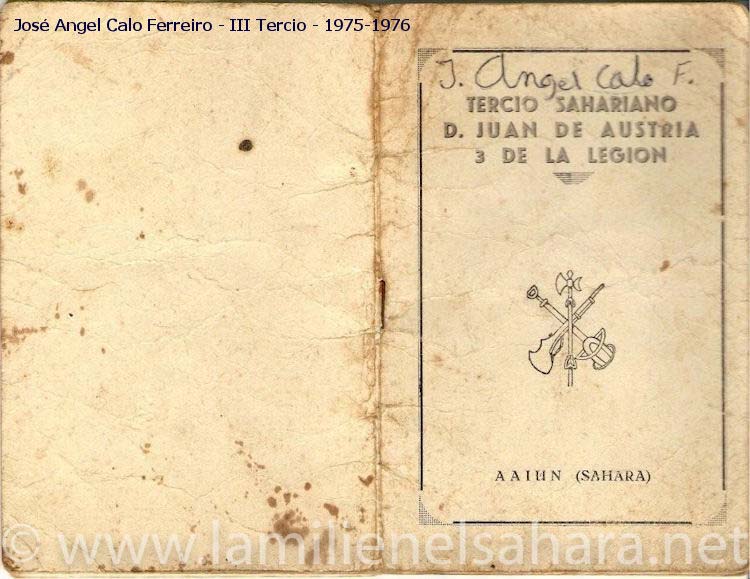 José Angel Calo Ferreiro - III Tercio - 1975-1976
J. Angel Calo F.
TERCIO SAHARIANO
D. JUAN DE AUSTRIA
3 DE LA LEGION
AAIUN (SAHARA)
© www.lamilienelsahara.net